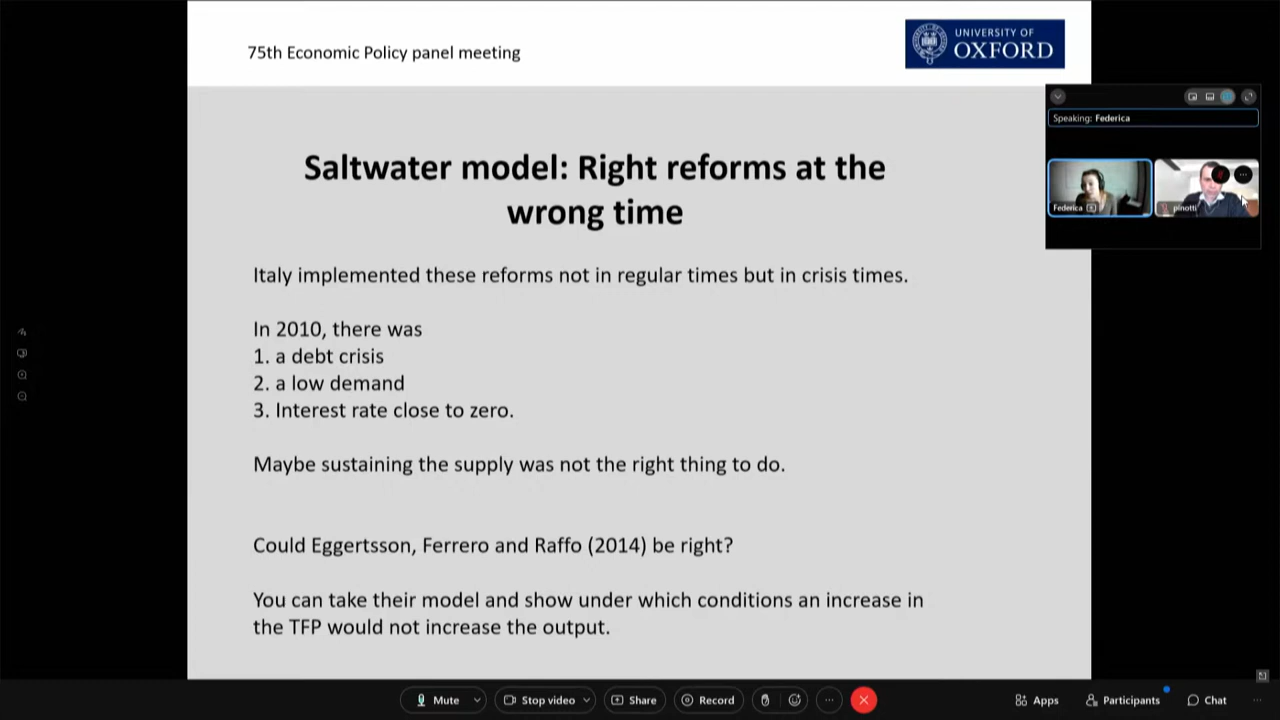 75th Economic Policy panel meeting
UNIVERSITY OF
OXFORD
Speaking: Federica
Federica
pinotti
Saltwater model: Right reforms at the
wrong time
Italy implemented these reforms not in regular times but in crisis times.
In 2010, there was
1. a debt crisis
2. a low demand
3. Interest rate close to zero.
Maybe sustaining the supply was not the right thing to do.
Could Eggertsson, Ferrero and Raffo (2014) be right?
You can take their model and show under which conditions an increase in
the TFP would not increase the output.
Mute
Stop video
Share
Record
Apps
Participants
Chat